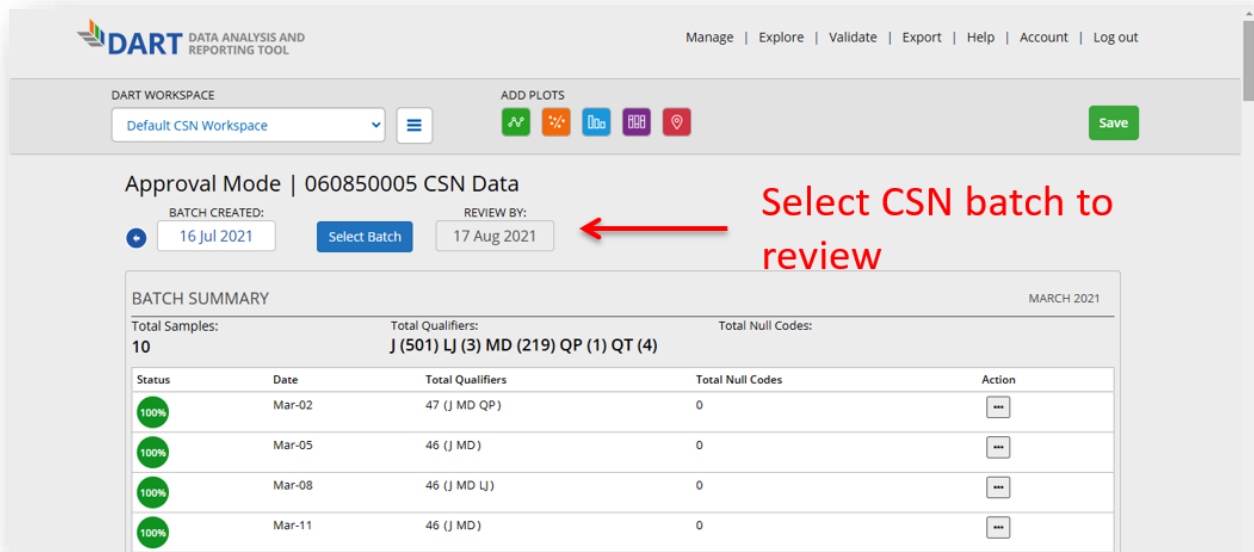 DART DATA ANALYSIS AND REPORTING TOOL
Manage | Explore | Validate | Export | Help | Account | Log out
DART WORKSPACE
ADD PLOTS
Default CSN Workspace
Save
Approval Mode | 060850005 CSN Data
BATCH CREATED:
REVIEW BY:
16 Jul 2021
Select Batch
17 Aug 2021
Select CSN batch to
review
BATCH SUMMARY
MARCH 2021
Total Samples:
Total Qualifiers:
Total Null Codes:
10
J (501) LJ (3) MD (219) QP (1) QT (4)
Status Date Total Qualifiers Total Null Codes Action
100% Mar-02 47 (J MD QP) 0 ...
100% Mar-05 46 (J MD) 0 ...
100% Mar-08 46 (J MD LJ) 0 ...
100% Mar-11 46 (J MD) 0 ...